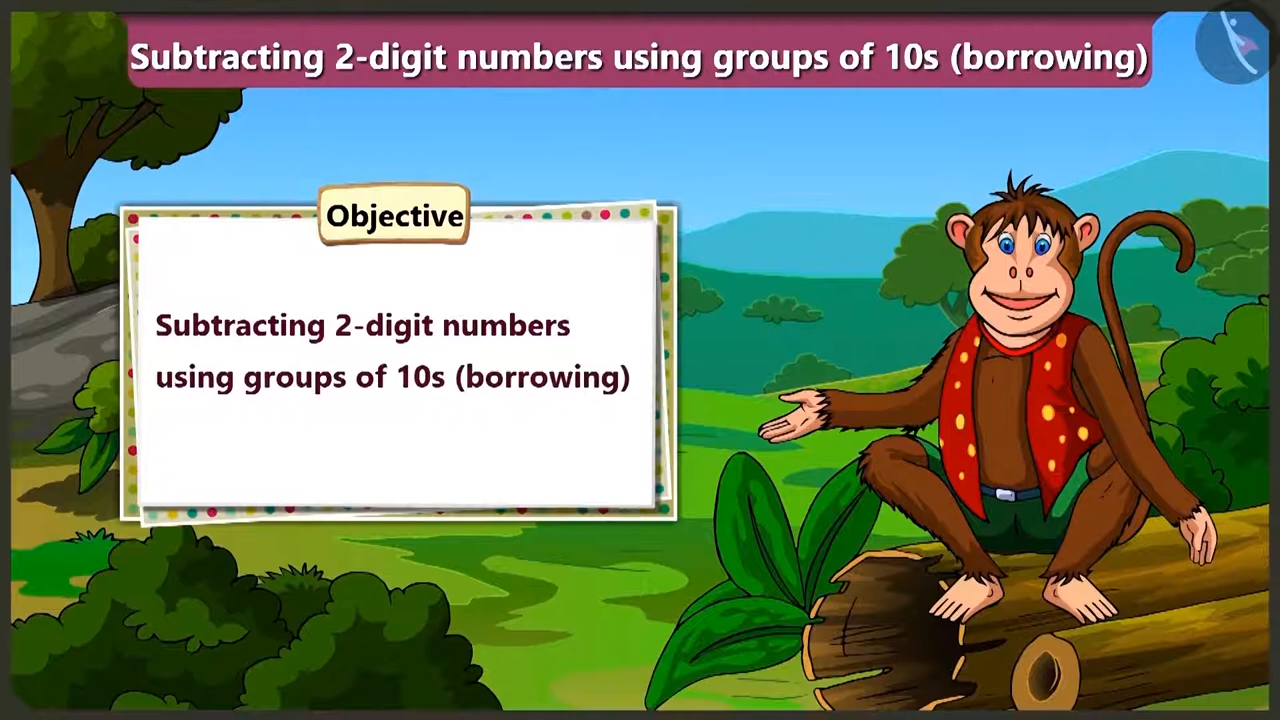 Subtracting 2-digit numbers using groups of 10s (borrowing)
Objective
Subtracting 2-digit numbers
using groups of 10s (borrowing)